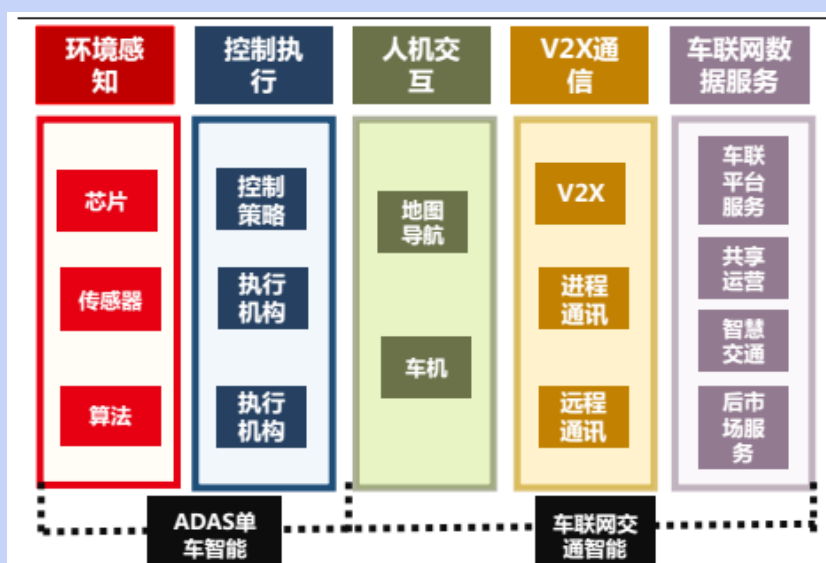 环境感
知
控制执
行
人机交
互
V2X通
信
车联网数
据服务
芯片
传感器
算法
控制
策略
执行
机构
执行
机构
地图
导航
车机
V2X
进程
通讯
远程
通讯
车联
平台
服务
共享
运营
智慧
交通
后市
场服
务
ADAS单
车智能
车联网交
通智能